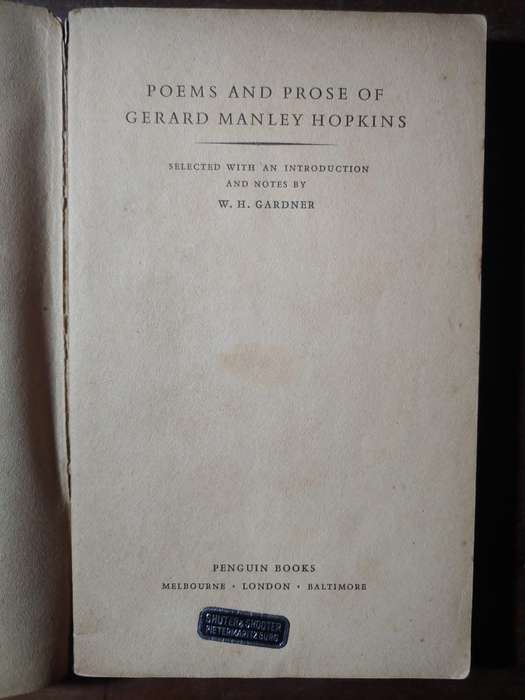 POEMS AND PROSE OF
GERARD MANLEY HOPKINS
SELECTED WITH AN INTRODUCTION
AND NOTES BY
W. H. GARDNER
PENGUIN BOOKS
MELBOURNE · LONDON · BALTIMORE
SHUTER & SHOOTER
PIETERMARITZBURG